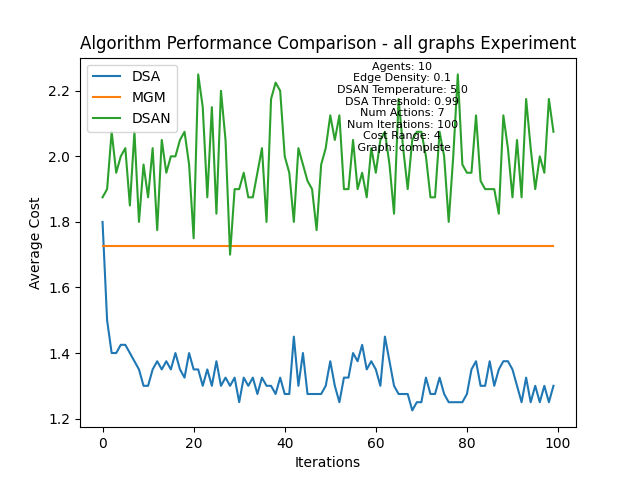 Algorithm Performance Comparison - all graphs Experiment
DSA
MGM
DSAN
Agents: 10
Edge Density: 0.1
DSAN Temperature: 5.0
DSA Threshold: 0.99
Num Actions: 7
Num Iterations: 100
Cost Range: 4
Graph: complete
Average Cost
2.2
2.0
1.8
1.6
1.4
1.2
0
20
40
60
80
100
Iterations